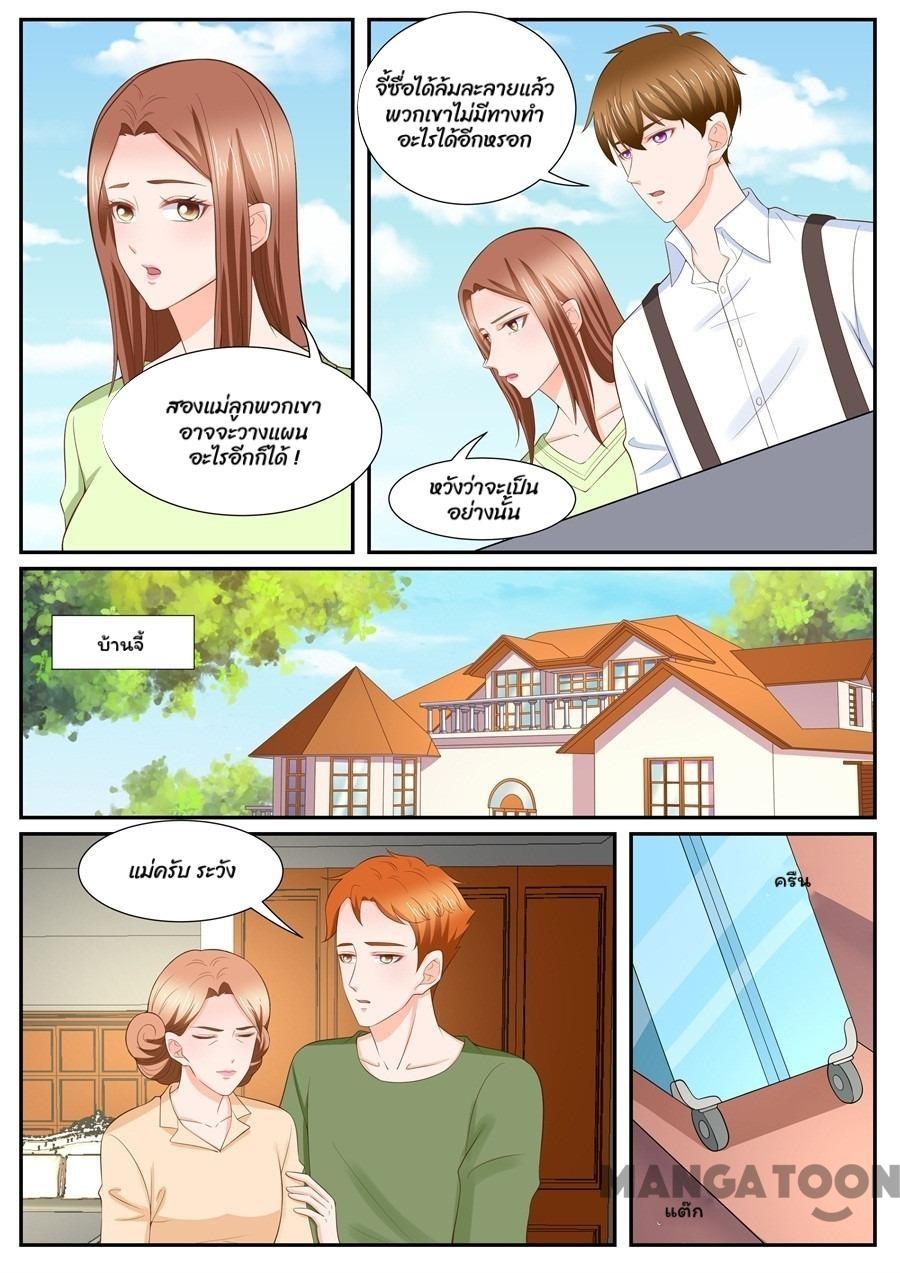 สองแม่ลูกพวกเขา
อาจจะวางแผน
อะไรอีกก็ได้ !
จี้ซื่อได้ล้มละลายแล้ว
พวกเขาไม่มีทางทำ
อะไรได้อีกหรอก
หวังว่าจะเป็น
อย่างนั้น
บ้านจี้
แม่ครับ ระวัง
ครืน
แต๊ก
MANGATOON